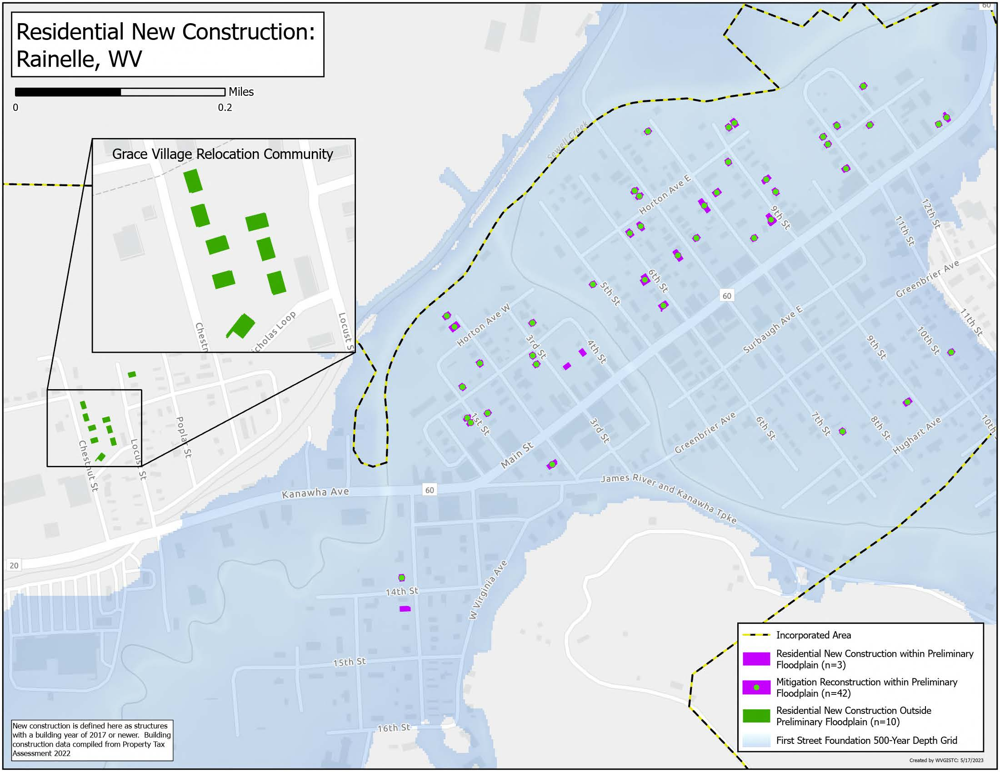 Residential New Construction:
Rainelle, WV
Miles
0
0.2
60
Grace Village Relocation Community
Chestn
icholas Loop
Locust S
Sewell Creek
Horton Ave E
9th St
12th St
11th St
Greenbrier Ave
11th St
6th St
5th St
60
Surbaugh Ave E
Horton Ave W
3rd St
4th St
9th St
10th St
Poplar St
Locust St
Chestnut St
1st St
3rd St
Main St
Greenbrier Ave
6th St
7th St
8th St
Hughart Ave
10th
James River and Kanawha Tpke
Kanawha Ave
60
20
14th St
W Virginia Ave
15th St
16th St
Incorporated Area
Residential New Construction within Preliminary
Floodplain (n=3)
Mitigation Reconstruction within Preliminary
Floodplain (n=42)
Residential New Construction Outside
Preliminary Floodplain (n=10)
First Street Foundation 500-Year Depth Grid
New construction is defined here as structures
with a building year of 2017 or newer.  Building
construction data compiled from Property Tax
Assessment 2022
Created by WVGISTC: 5/17/2023